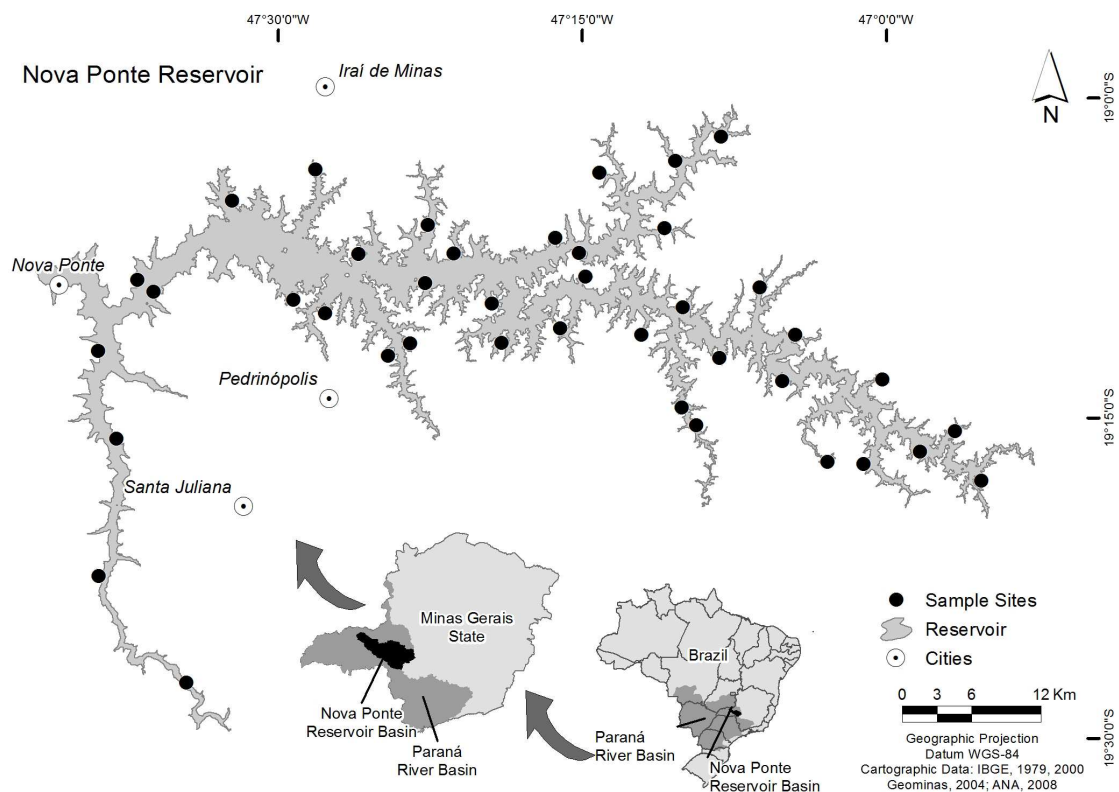 47°30'0"W
47°15'0"W
47°0'0"W
Nova Ponte Reservoir
Iraí de Minas
N
19°0'0"S
Nova Ponte
Pedrinópolis
19°15'0"S
Santa Juliana
Minas Gerais
State
Brazil
Sample Sites
Reservoir
Cities
0 3 6 12 Km
Nova Ponte
Reservoir Basin
Paraná
River Basin
Paraná
River Basin
Nova Ponte
Reservoir Basin
19°30'0"S
Geographic Projection
Datum WGS-84
Cartographic Data: IBGE, 1979, 2000
Geominas, 2004; ANA, 2008